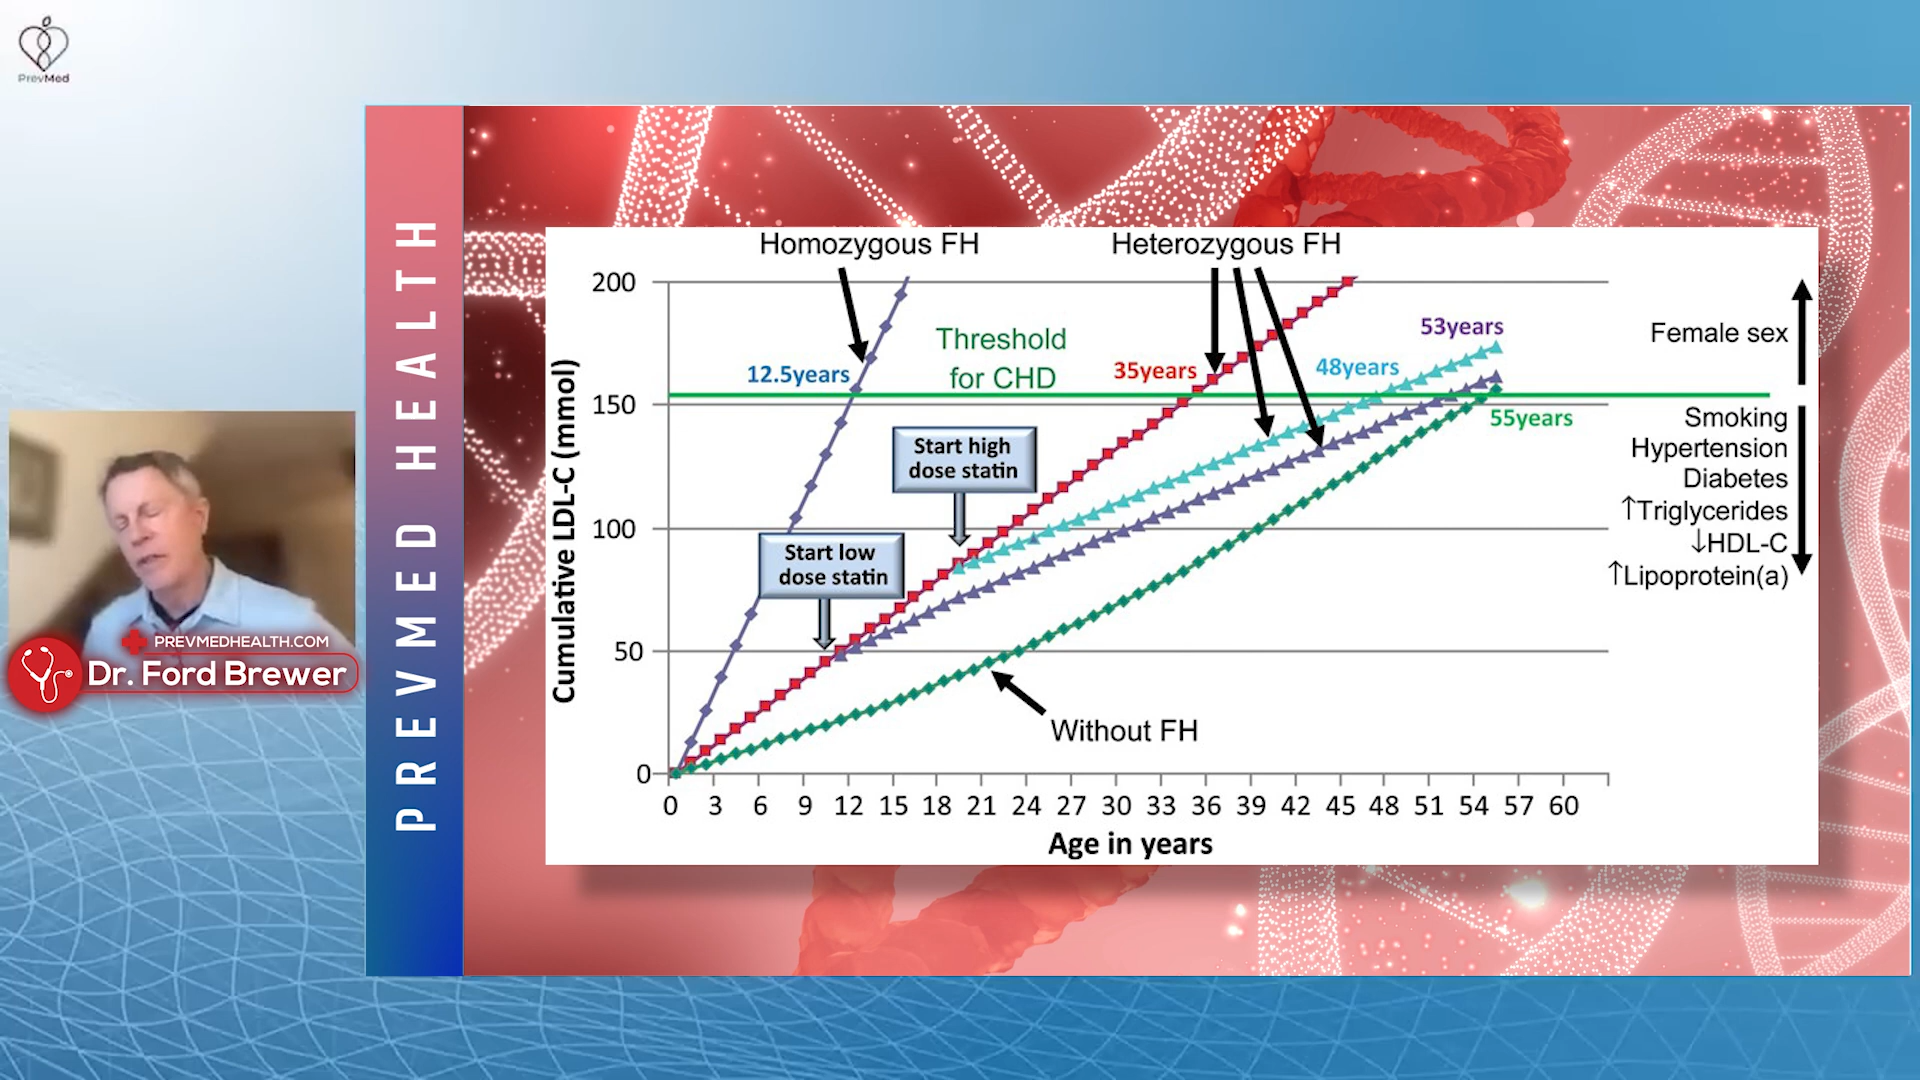 PrevMed
PREVMED HEALTH
Homozygous FH
Heterozygous FH
200
150
100
50
0
Cumulative LDL-C (mmol)
Threshold
for CHD
12.5years
35years
48years
53years
55years
Start high
dose statin
Start low
dose statin
Without FH
Female sex
Smoking
Hypertension
Diabetes
↑Triglycerides
↓HDL-C
↑Lipoprotein(a)
0 3 6 9 12 15 18 21 24 27 30 33 36 39 42 45 48 51 54 57 60
Age in years
PREVMEDHEALTH.COM
Dr. Ford Brewer